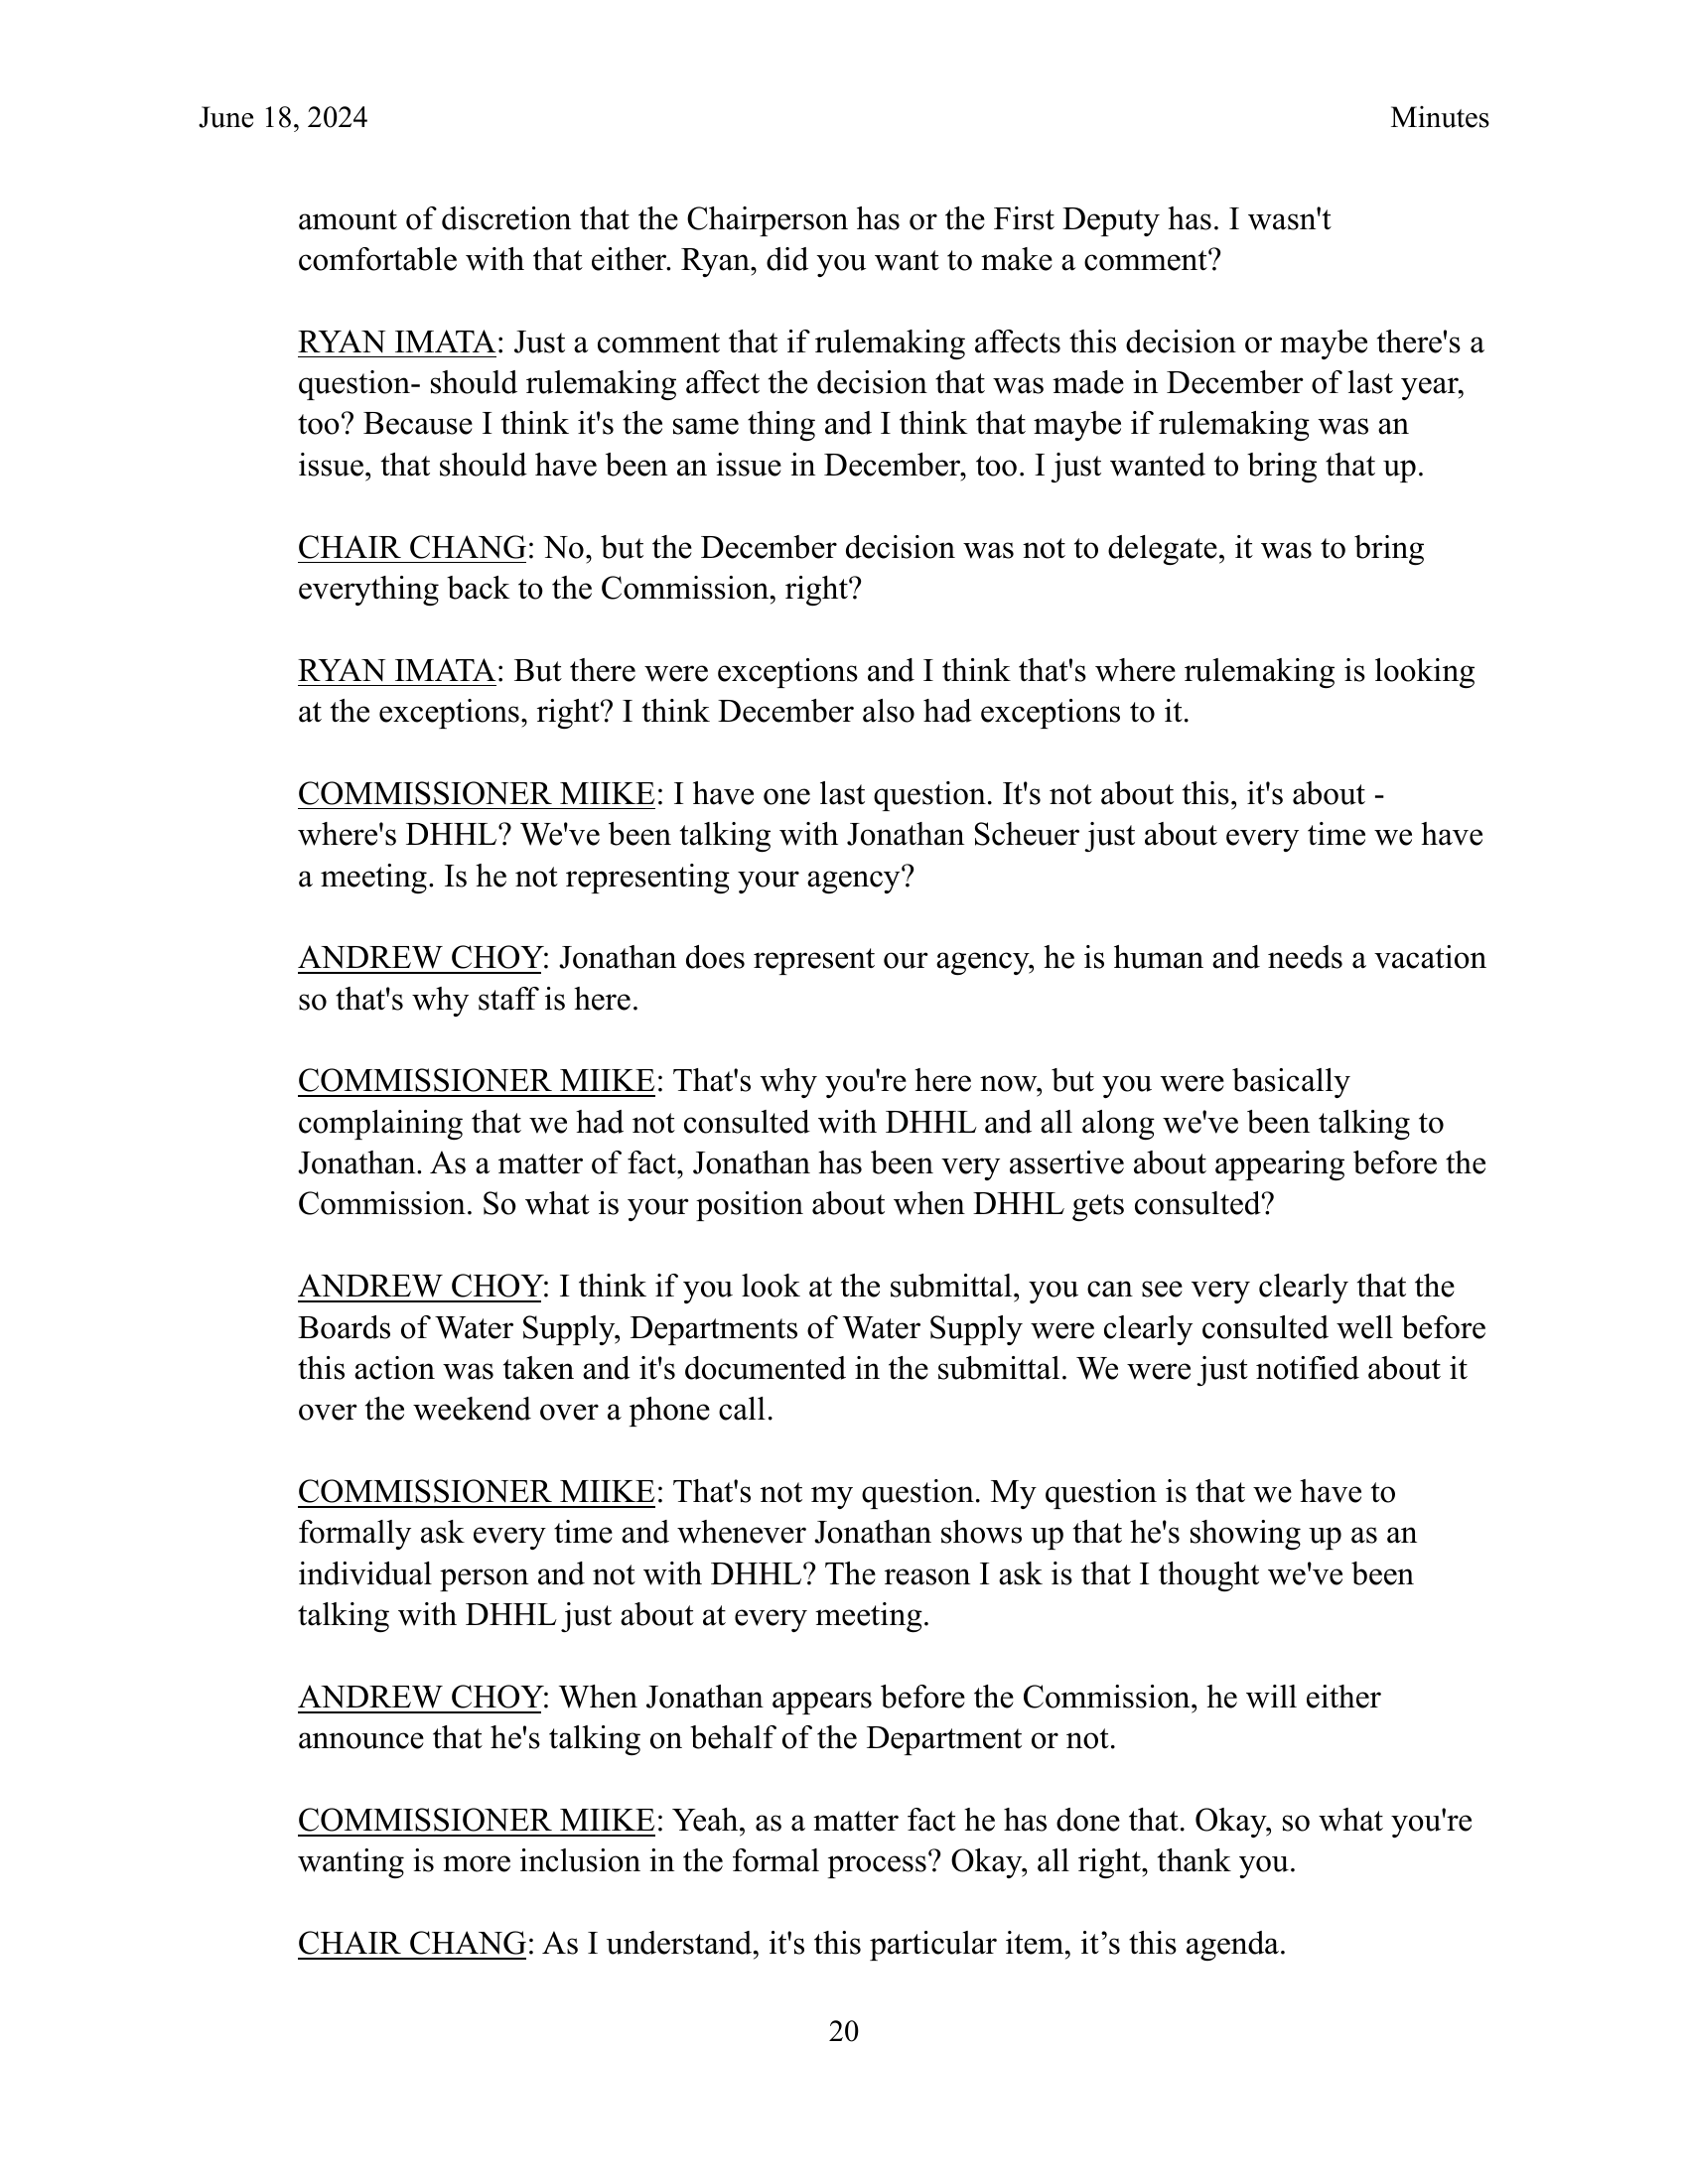 June 18, 2024
Minutes
amount of discretion that the Chairperson has or the First Deputy has. I wasn't
comfortable with that either. Ryan, did you want to make a comment?
RYAN IMATA: Just a comment that if rulemaking affects this decision or maybe there's a
question- should rulemaking affect the decision that was made in December of last year,
too? Because I think it's the same thing and I think that maybe if rulemaking was an
issue, that should have been an issue in December, too. I just wanted to bring that up.
CHAIR CHANG: No, but the December decision was not to delegate, it was to bring
everything back to the Commission, right?
RYAN IMATA: But there were exceptions and I think that's where rulemaking is looking
at the exceptions, right? I think December also had exceptions to it.
COMMISSIONER MIIKE: I have one last question. It's not about this, it's about -
where's DHHL? We've been talking with Jonathan Scheuer just about every time we have
a meeting. Is he not representing your agency?
ANDREW CHOY: Jonathan does represent our agency, he is human and needs a vacation
so that's why staff is here.
COMMISSIONER MIIKE: That's why you're here now, but you were basically
complaining that we had not consulted with DHHL and all along we've been talking to
Jonathan. As a matter of fact, Jonathan has been very assertive about appearing before the
Commission. So what is your position about when DHHL gets consulted?
ANDREW CHOY: I think if you look at the submittal, you can see very clearly that the
Boards of Water Supply, Departments of Water Supply were clearly consulted well before
this action was taken and it's documented in the submittal. We were just notified about it
over the weekend over a phone call.
COMMISSIONER MIIKE: That's not my question. My question is that we have to
formally ask every time and whenever Jonathan shows up that he's showing up as an
individual person and not with DHHL? The reason I ask is that I thought we've been
talking with DHHL just about at every meeting.
ANDREW CHOY: When Jonathan appears before the Commission, he will either
announce that he's talking on behalf of the Department or not.
COMMISSIONER MIIKE: Yeah, as a matter fact he has done that. Okay, so what you're
wanting is more inclusion in the formal process? Okay, all right, thank you.
CHAIR CHANG: As I understand, it's this particular item, it’s this agenda.
20